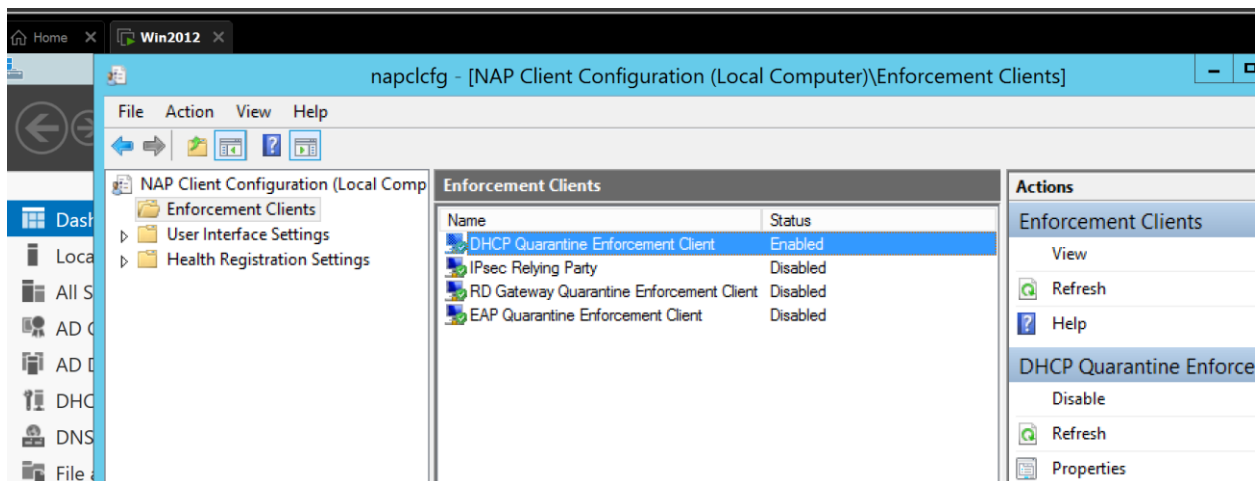 Home
Win2012
napclcfg - [NAP Client Configuration (Local Computer)\Enforcement Clients]
File Action View Help
NAP Client Configuration (Local Comp
Enforcement Clients
User Interface Settings
Health Registration Settings
Enforcement Clients
Name Status
DHCP Quarantine Enforcement Client Enabled
IPsec Relying Party Disabled
RD Gateway Quarantine Enforcement Client Disabled
EAP Quarantine Enforcement Client Disabled
Actions
Enforcement Clients
View
Refresh
Help
DHCP Quarantine Enforce
Disable
Refresh
Properties
Dash
Loca
All S
AD
AD
DHC
DNS
File